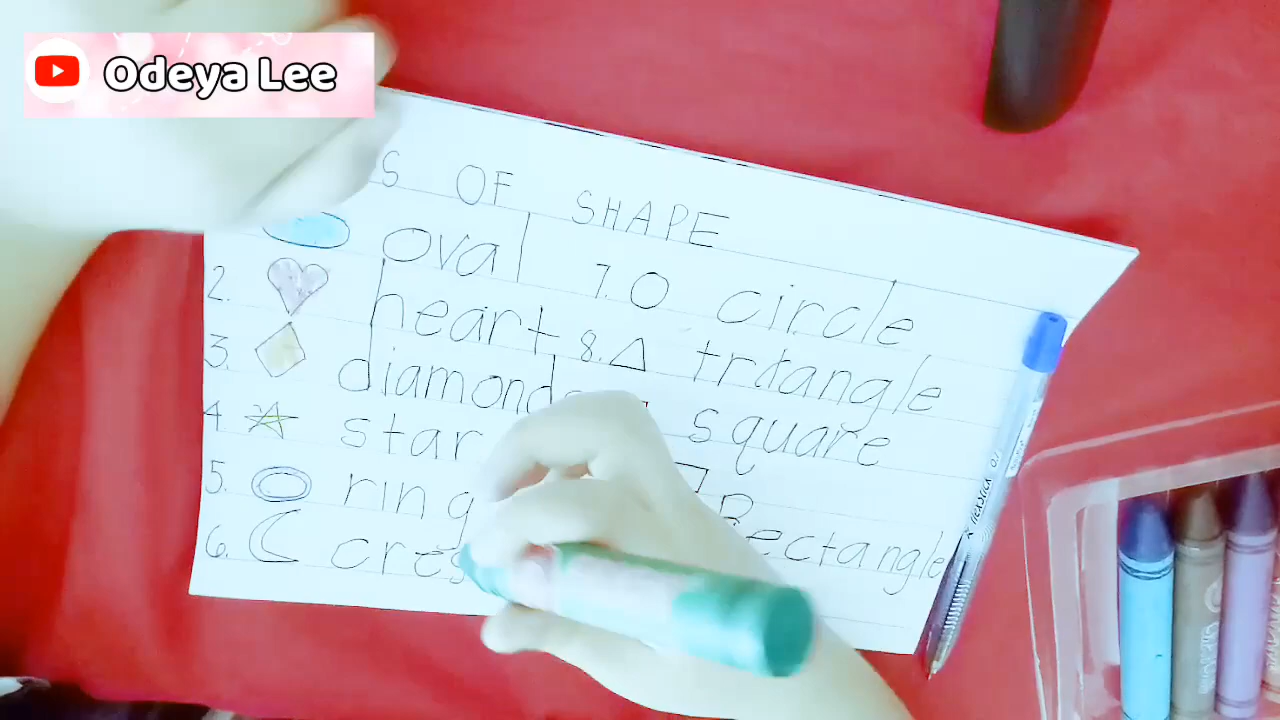 Odeya Lee
S OF SHAPE
oval 7. circle
2. heart 8. triangle
3. diamond square
4 star
5. ring Rectangle
6. cres